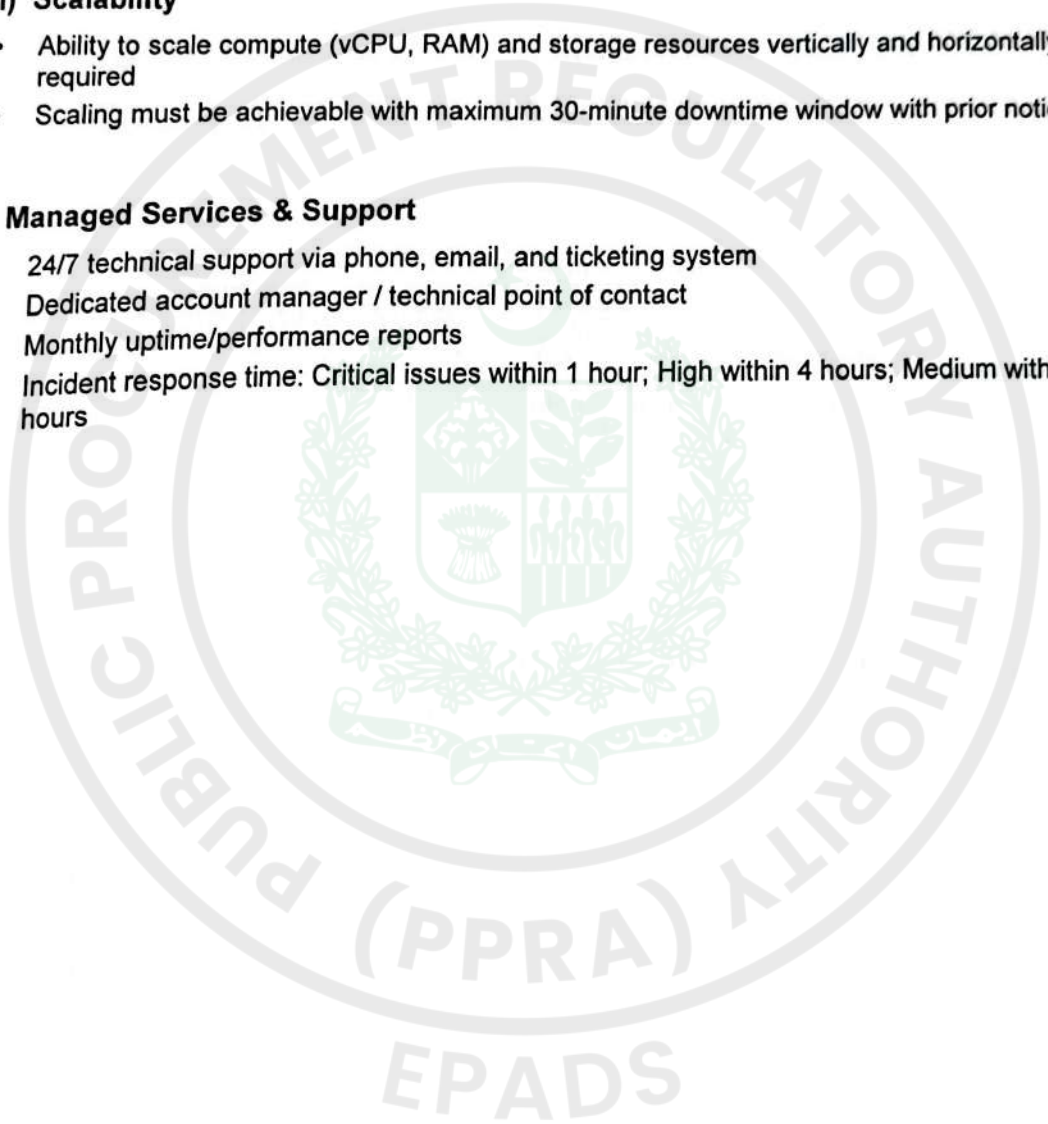 Scalability
Ability to scale compute (vCPU, RAM) and storage resources vertically and horizontally
required
Scaling must be achievable with maximum 30-minute downtime window with prior
Managed Services & Support
24/7 technical support via phone, email, and ticketing system
Dedicated account manager / technical point of contact
Monthly uptime/performance reports
Incident response time: Critical issues within 1 hour; High within 4 hours; Medium
hours
PUBLIC PROCUREMENT REGULATORY AUTHORITY
(PPRA)
EPADS